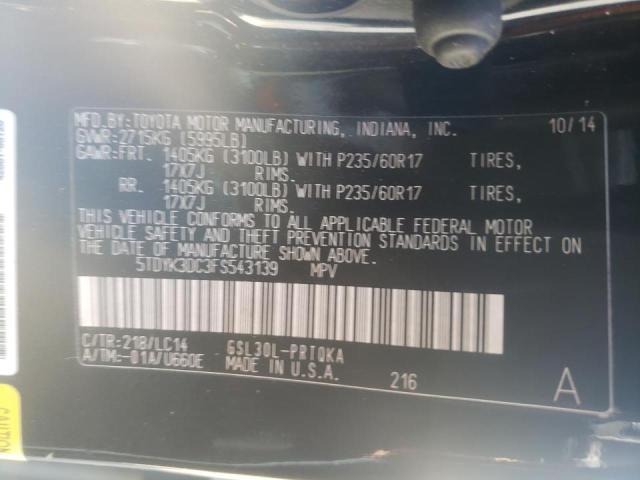 MFD.BY:TOYOTA MOTOR MANUFACTURING, INDIANA, INC. 10/14
GVWR:2715KG (5995LB)
GAWR:FRT. 1405KG (3100LB) WITH P235/60R17 TIRES,
17X7J RIMS.
RR. 1405KG (3100LB) WITH P235/60R17 TIRES,
17X7J RIMS.
THIS VEHICLE CONFORMS TO ALL APPLICABLE FEDERAL MOTOR
VEHICLE SAFETY AND THEFT PREVENTION STANDARDS IN EFFECT ON
THE DATE OF MANUFACTURE SHOWN ABOVE.
5TDYK3DC3FS543139 MPV
C/TR:218/LC14 GSL30L-PRTQKA
A/TM:-01A/U660E MADE IN U.S.A.
216
A
CAUTION